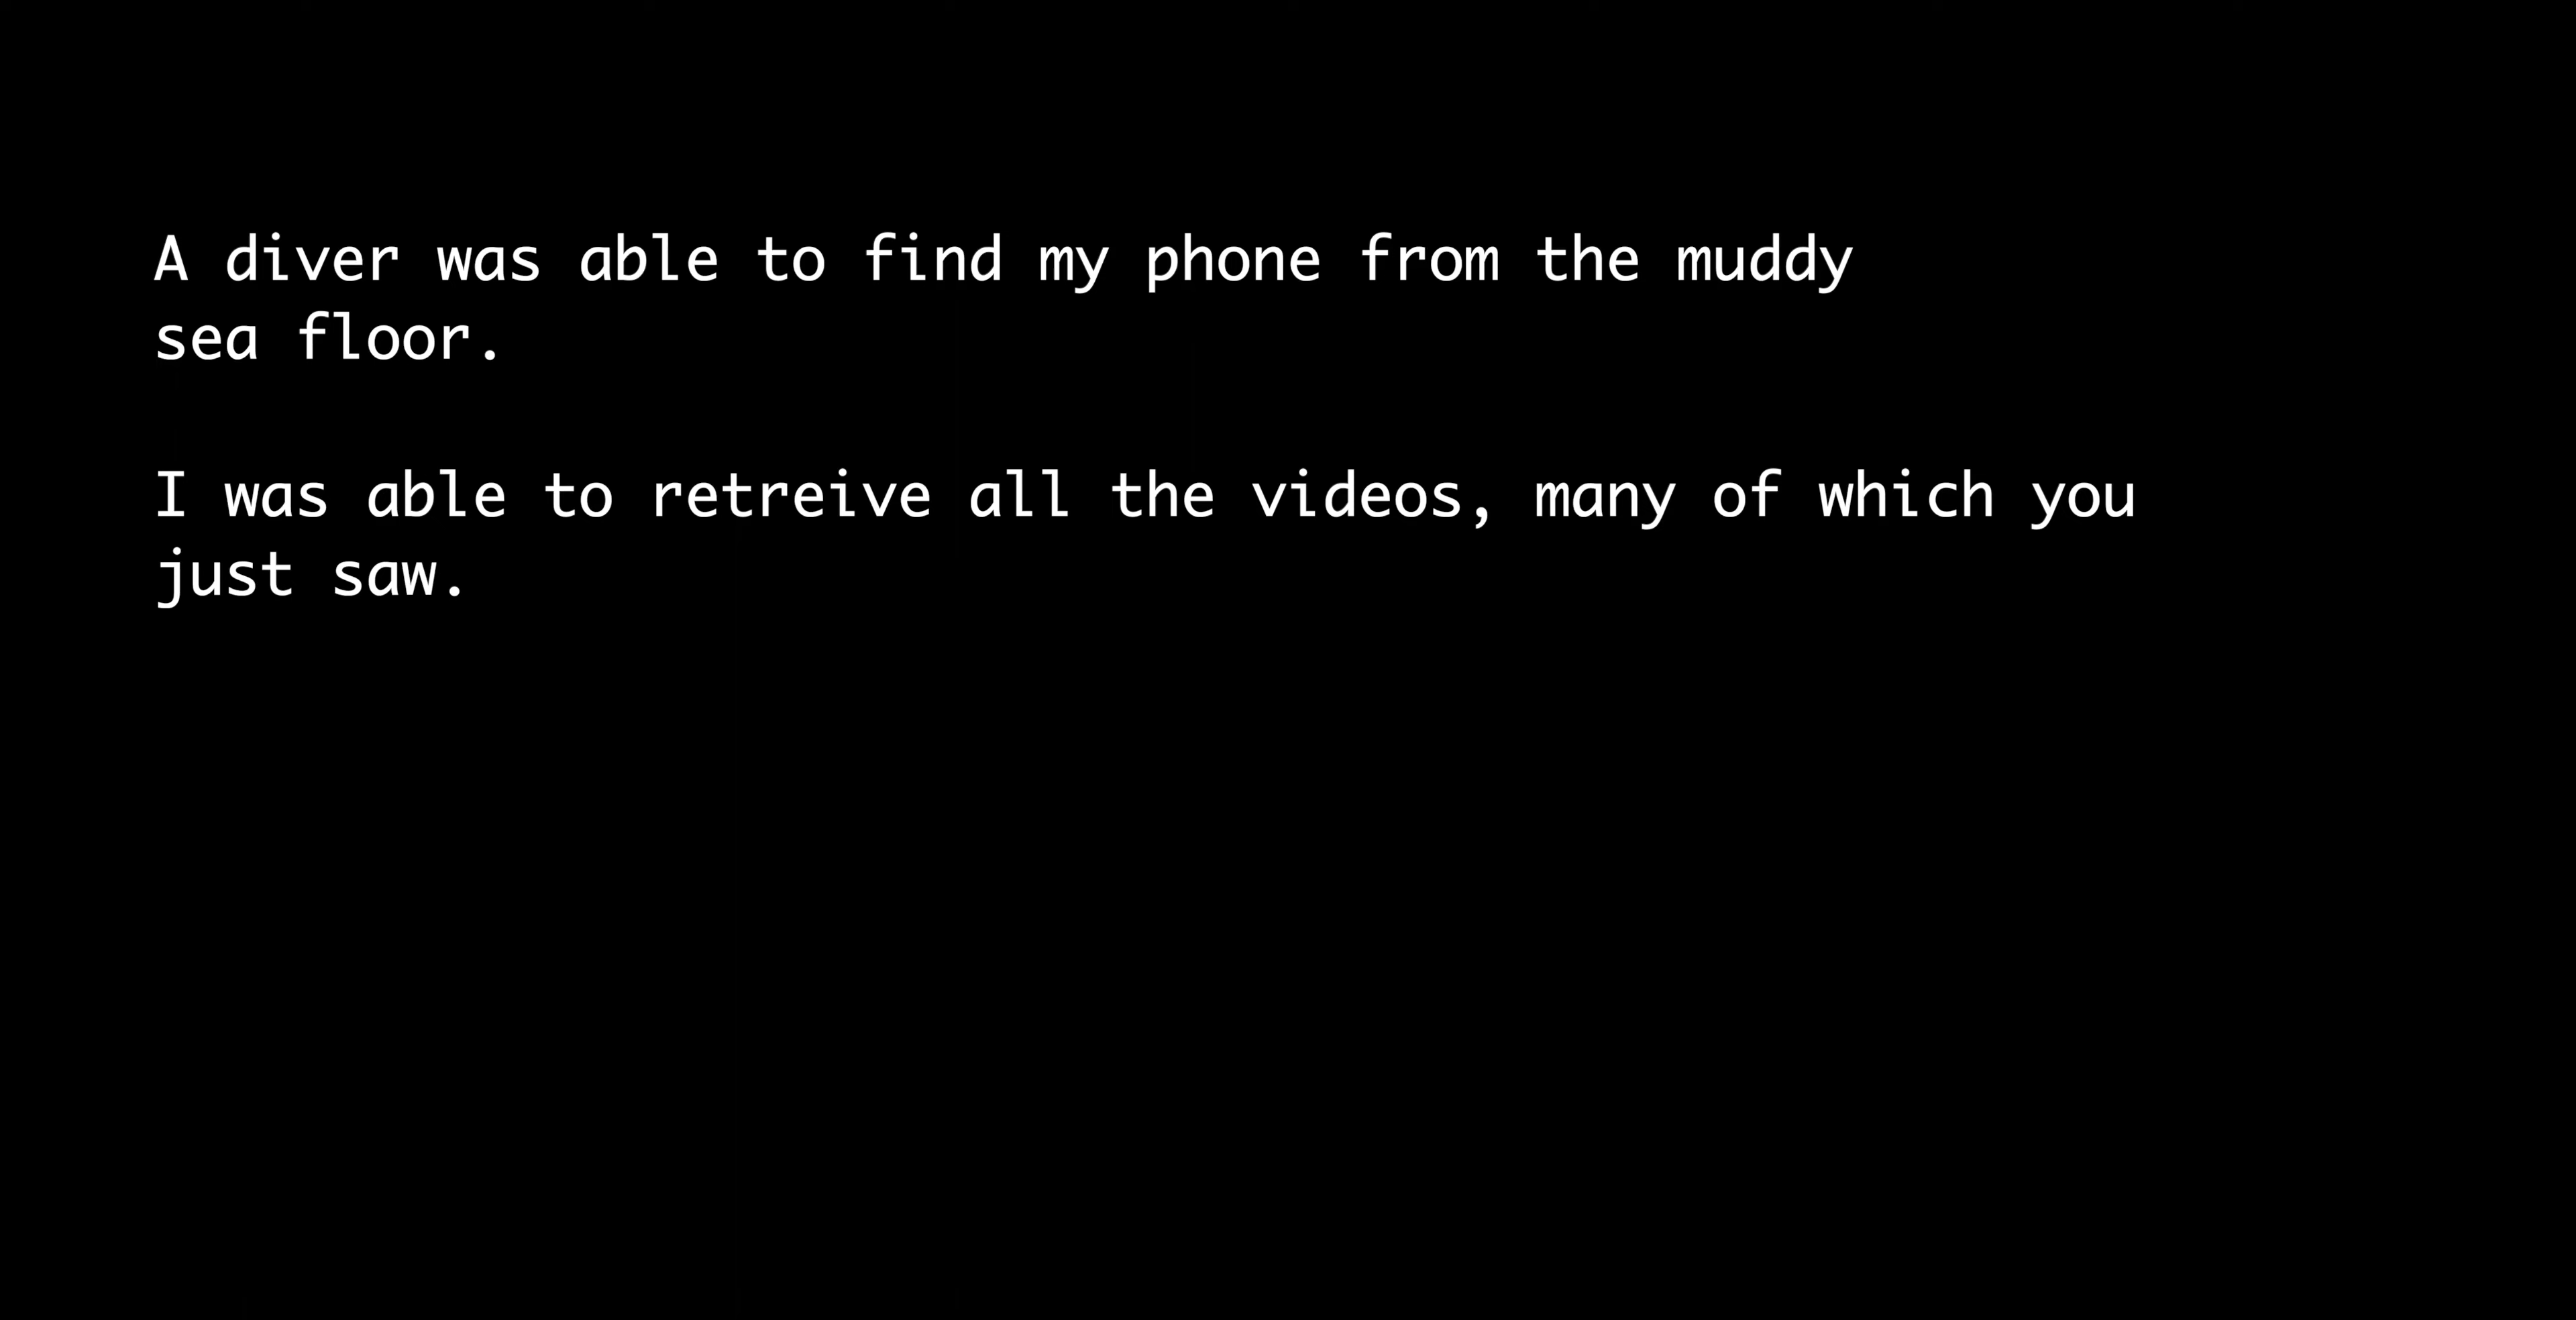 A diver was able to find my phone from the muddy
sea floor.
I was able to retreive all the videos, many of which you
just saw.